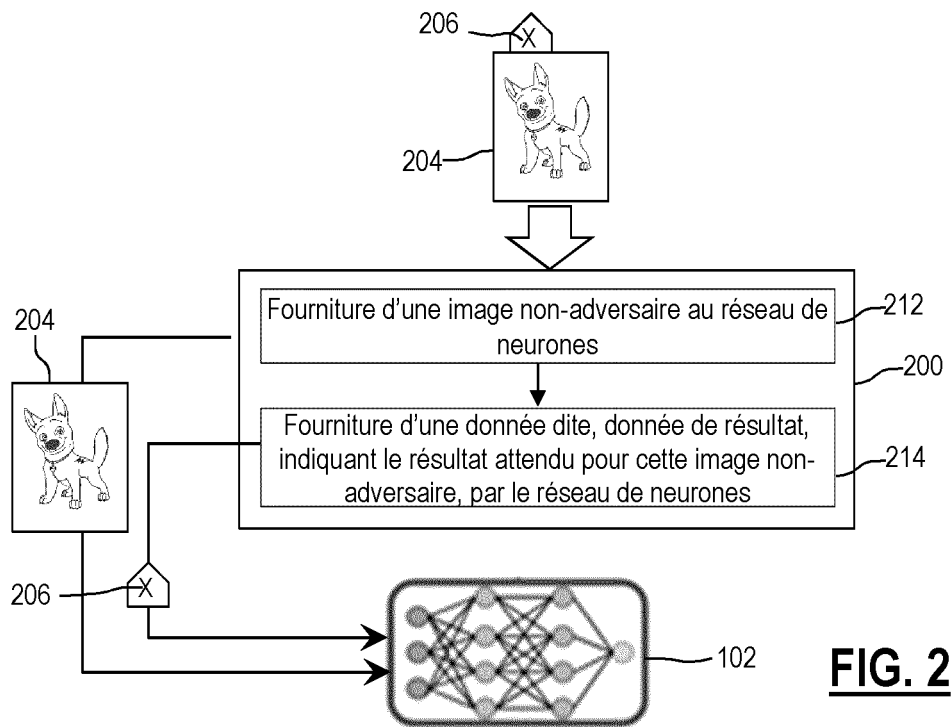 206
X
204
Fourniture d'une image non-adversaire au réseau de
neurones
212
204
200
Fourniture d'une donnée dite, donnée de résultat,
indiquant le résultat attendu pour cette image non-
adversaire, par le réseau de neurones
214
206
X
102
FIG. 2